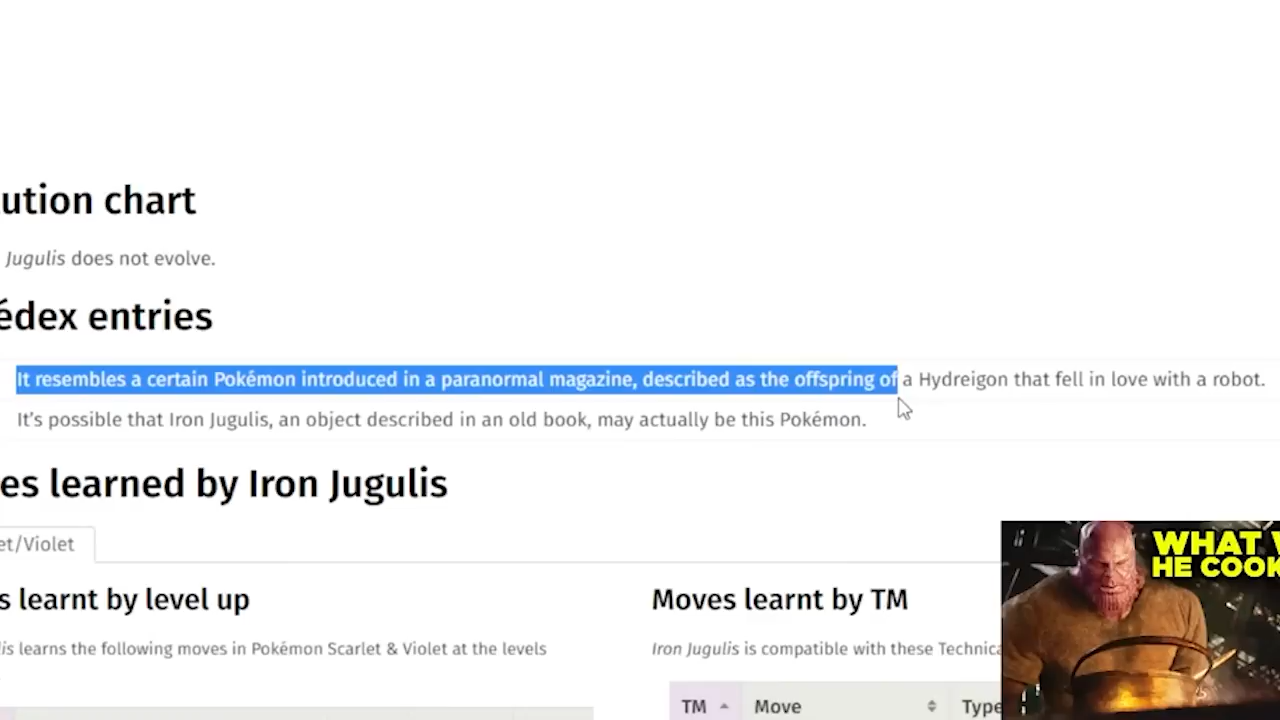 ution chart
Jugulis does not evolve.
édex entries
It resembles a certain Pokémon introduced in a paranormal magazine, described as the offspring of a Hydreigon that fell in love with a robot.
It's possible that Iron Jugulis, an object described in an old book, may actually be this Pokémon.
es learned by Iron Jugulis
et/Violet
s learnt by level up
Moves learnt by TM
lis learns the following moves in Pokémon Scarlet & Violet at the levels
Iron Jugulis is compatible with these Technica
TM Move Type
WHAT
HE COOK